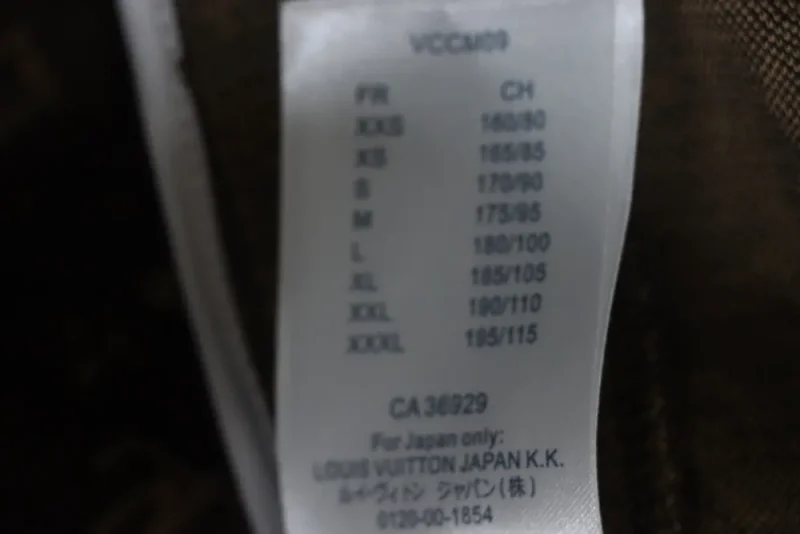 VCCM09
FR CH
XXS 160/80
XS 165/85
S 170/90
M 175/95
L 180/100
XL 185/105
XXL 190/110
XXXL 195/115
CA 36929
For Japan only:
LOUIS VUITTON JAPAN K.K.
ルイ・ヴィトン ジャパン(株)
0120-00-1854